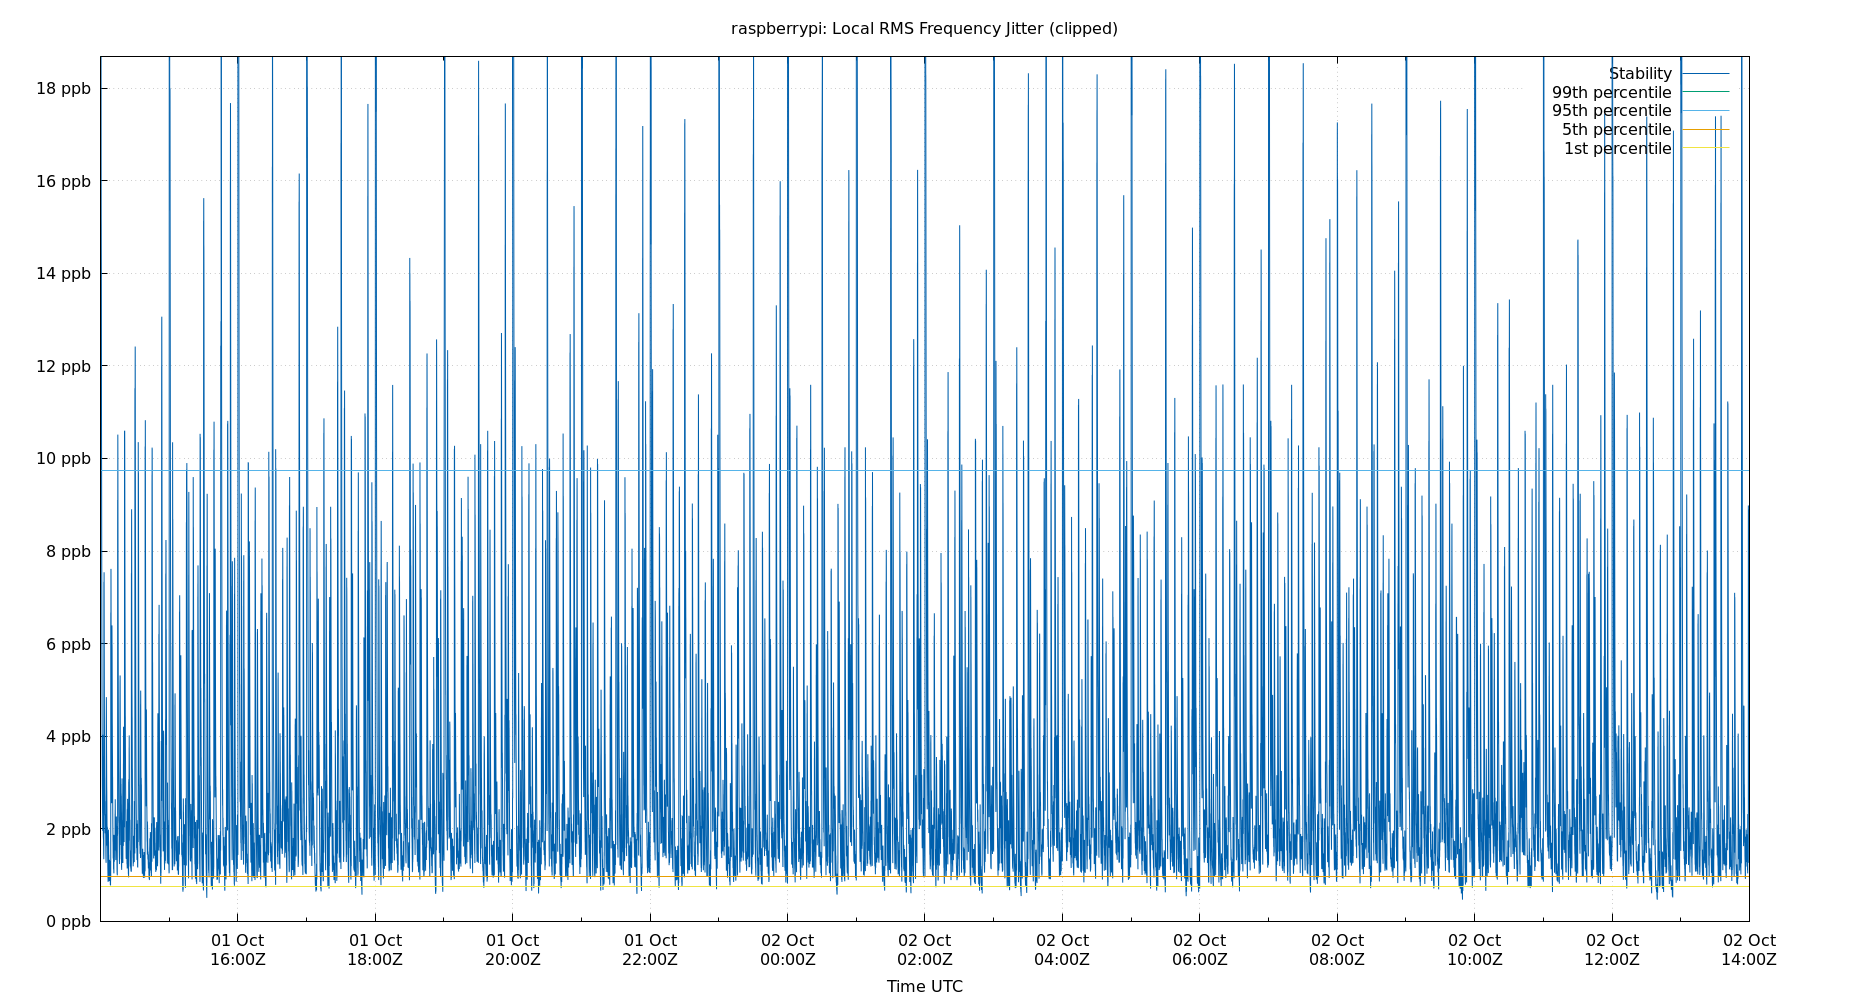 raspberrypi: Local RMS Frequency Jitter (clipped)
Stability
99th percentile
95th percentile
5th percentile
1st percentile
18 ppb
16 ppb
14 ppb
12 ppb
10 ppb
8 ppb
6 ppb
4 ppb
2 ppb
0 ppb
01 Oct 01 Oct 01 Oct 01 Oct 02 Oct 02 Oct 02 Oct 02 Oct 02 Oct 02 Oct 02 Oct 02 Oct
16:00Z 18:00Z 20:00Z 22:00Z 00:00Z 02:00Z 04:00Z 06:00Z 08:00Z 10:00Z 12:00Z 14:00Z
Time UTC